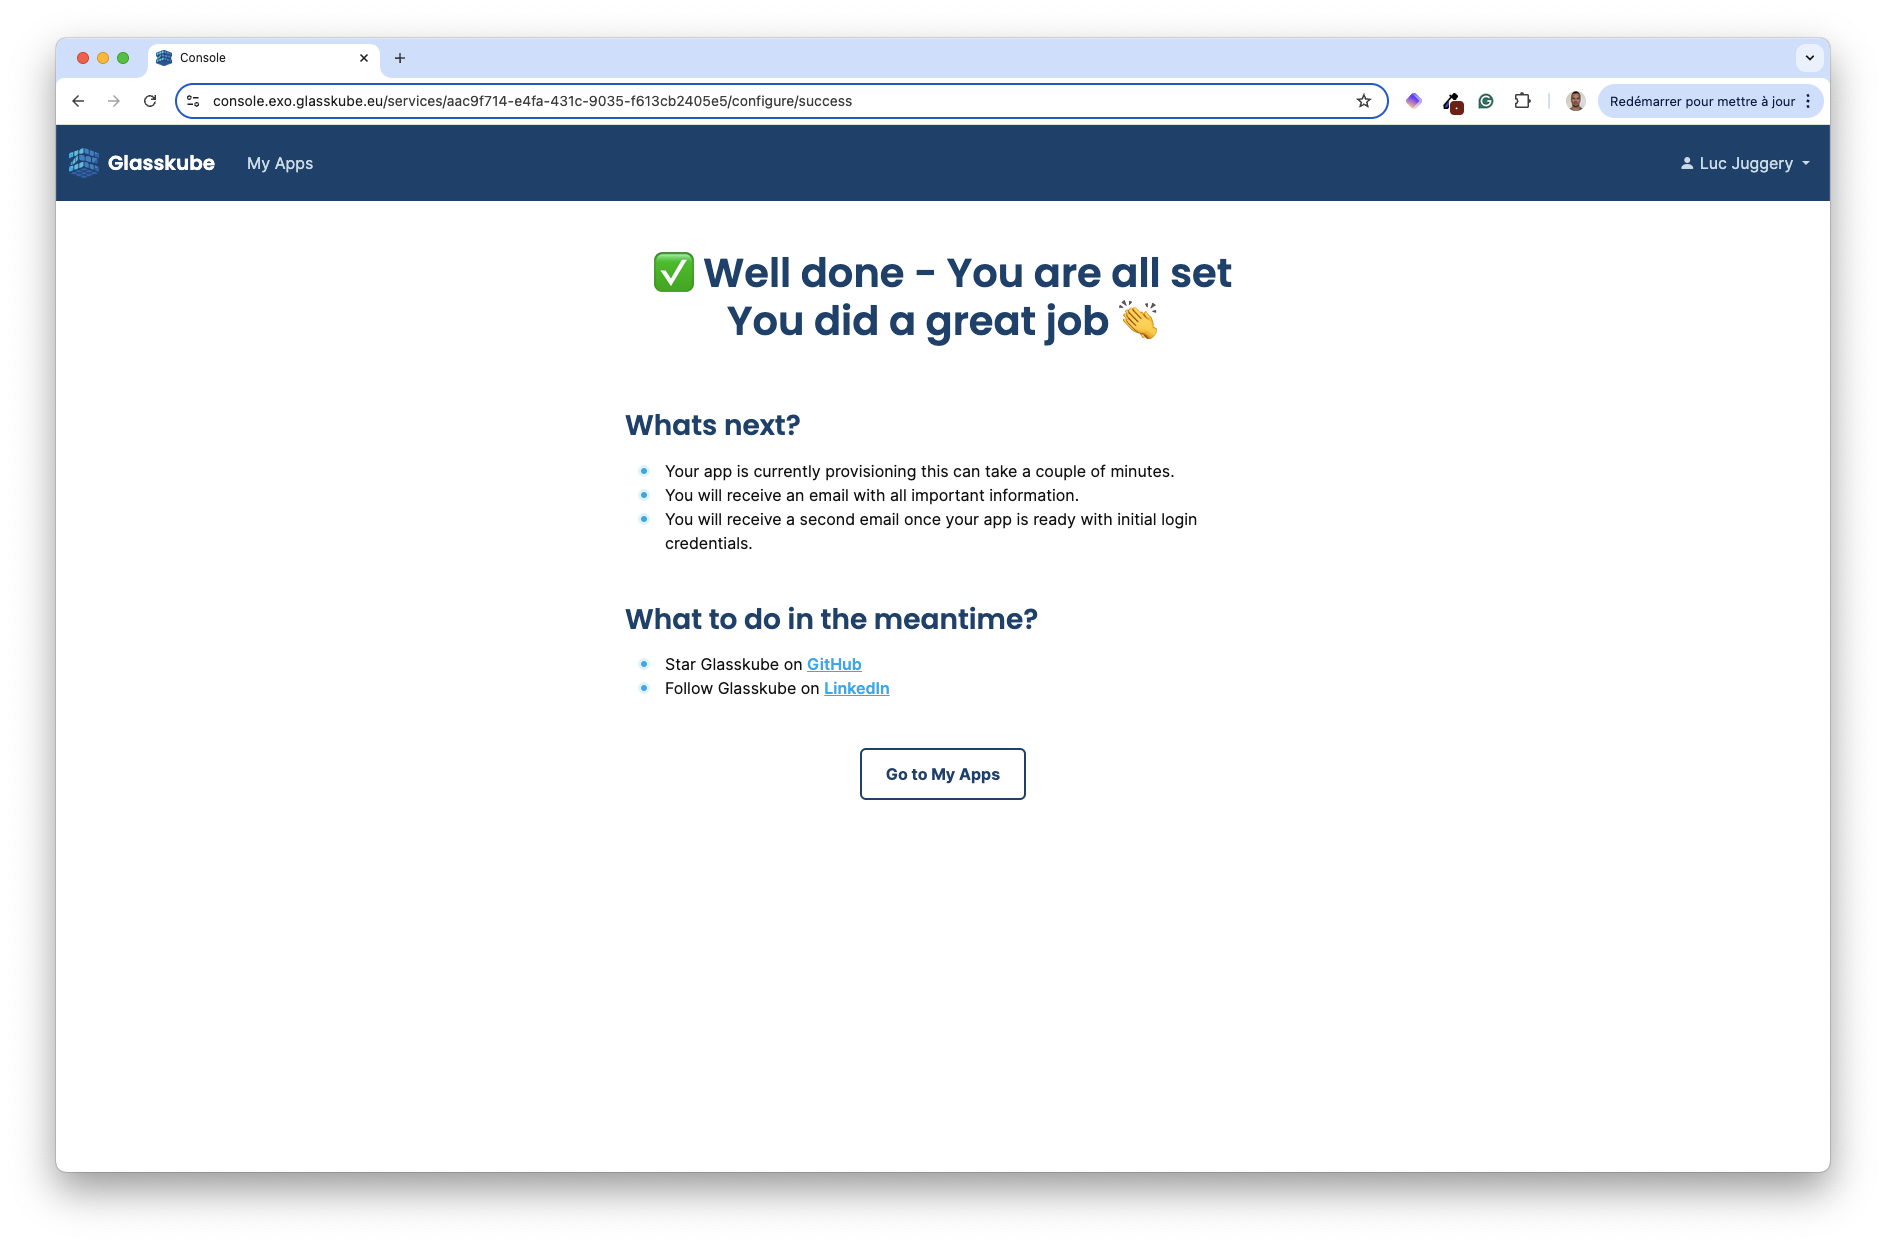 Console
console.exo.glasskube.eu/services/aac9f714-e4fa-431c-9035-f613cb2405e5/configure/success
Redémarrer pour mettre à jour
Glasskube
My Apps
Luc Juggery
✅ Well done - You are all set
You did a great job 👏
Whats next?
Your app is currently provisioning this can take a couple of minutes.
You will receive an email with all important information.
You will receive a second email once your app is ready with initial login
credentials.
What to do in the meantime?
Star Glasskube on GitHub
Follow Glasskube on LinkedIn
Go to My Apps